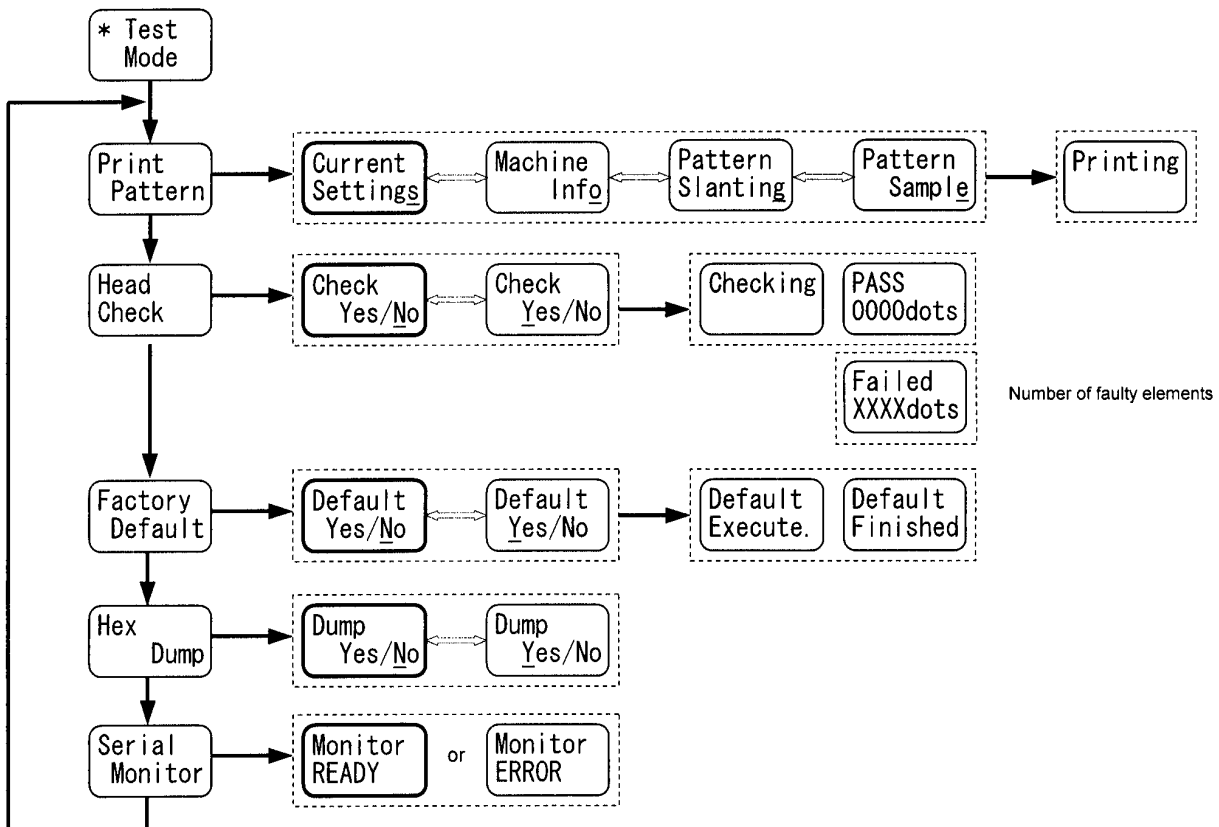 * Test
Mode
Print
Pattern
Current
Settings
Machine
Info
Pattern
Slanting
Pattern
Sample
Printing
Head
Check
Check
Yes/No
Check
Yes/No
Checking
PASS
0000dots
Failed
XXXXdots
Number of faulty elements
Factory
Default
Default
Yes/No
Default
Yes/No
Default
Execute.
Default
Finished
Hex
Dump
Dump
Yes/No
Dump
Yes/No
Serial
Monitor
Monitor
READY
or
Monitor
ERROR